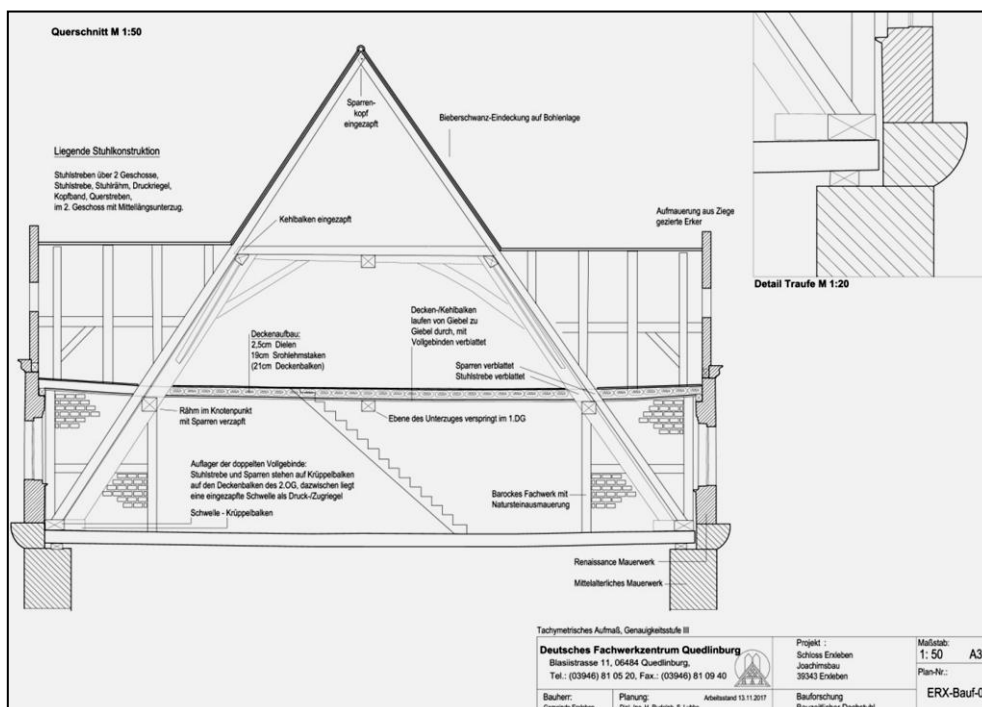 Querschnitt M 1:50
Sparren-
kopf
eingezapft
Bieberschwanz-Eindeckung auf Bohlenlage
Liegende Stuhlkonstruktion
Stuhlstreben über 2 Geschosse,
Stuhlstrebe, Stuhlrähm, Druckriegel,
Kopfband, Querstreben,
im 2. Geschoss mit Mittellängsunterzug.
Kehlbalken eingezapft
Aufmauerung aus Ziege
gezierte Erker
Detail Traufe M 1:20
Deckenaufbau:
2,5cm Dielen
19cm Srohlehmstaken
(21cm Deckenbalken)
Decken-/Kehlbalken
laufen von Giebel zu
Giebel durch, mit
Vollgebinden verblattet
Sparren verblattet
Stuhlstrebe verblattet
Rähm im Knotenpunkt
mit Sparren verzapft
Ebene des Unterzuges verspringt im 1.DG
Auflager der doppelten Vollgebinde:
Stuhlstrebe und Sparren stehen auf Krüppelbalken
auf den Deckenbalken des 2.OG, dazwischen liegt
eine eingezapfte Schwelle als Druck-/Zugriegel
Schwelle - Krüppelbalken
Barockes Fachwerk mit
Natursteinausmauerung
Renaissance Mauerwerk
Mittelalterliches Mauerwerk
Tachymetrisches Aufmaß, Genauigkeitsstufe III
Deutsches Fachwerkzentrum Quedlinburg
Blasiistrasse 11, 06484 Quedlinburg,
Tel.: (03946) 81 05 20, Fax.: (03946) 81 09 40
Projekt :
Schloss Erxleben
Joachimsbau
39343 Erxleben
Maßstab:
1: 50 A3
Plan-Nr.:
ERX-Bauf-0
Bauherr:
Planung:
Arbeitsstand 13.11.2017
Bauforschung